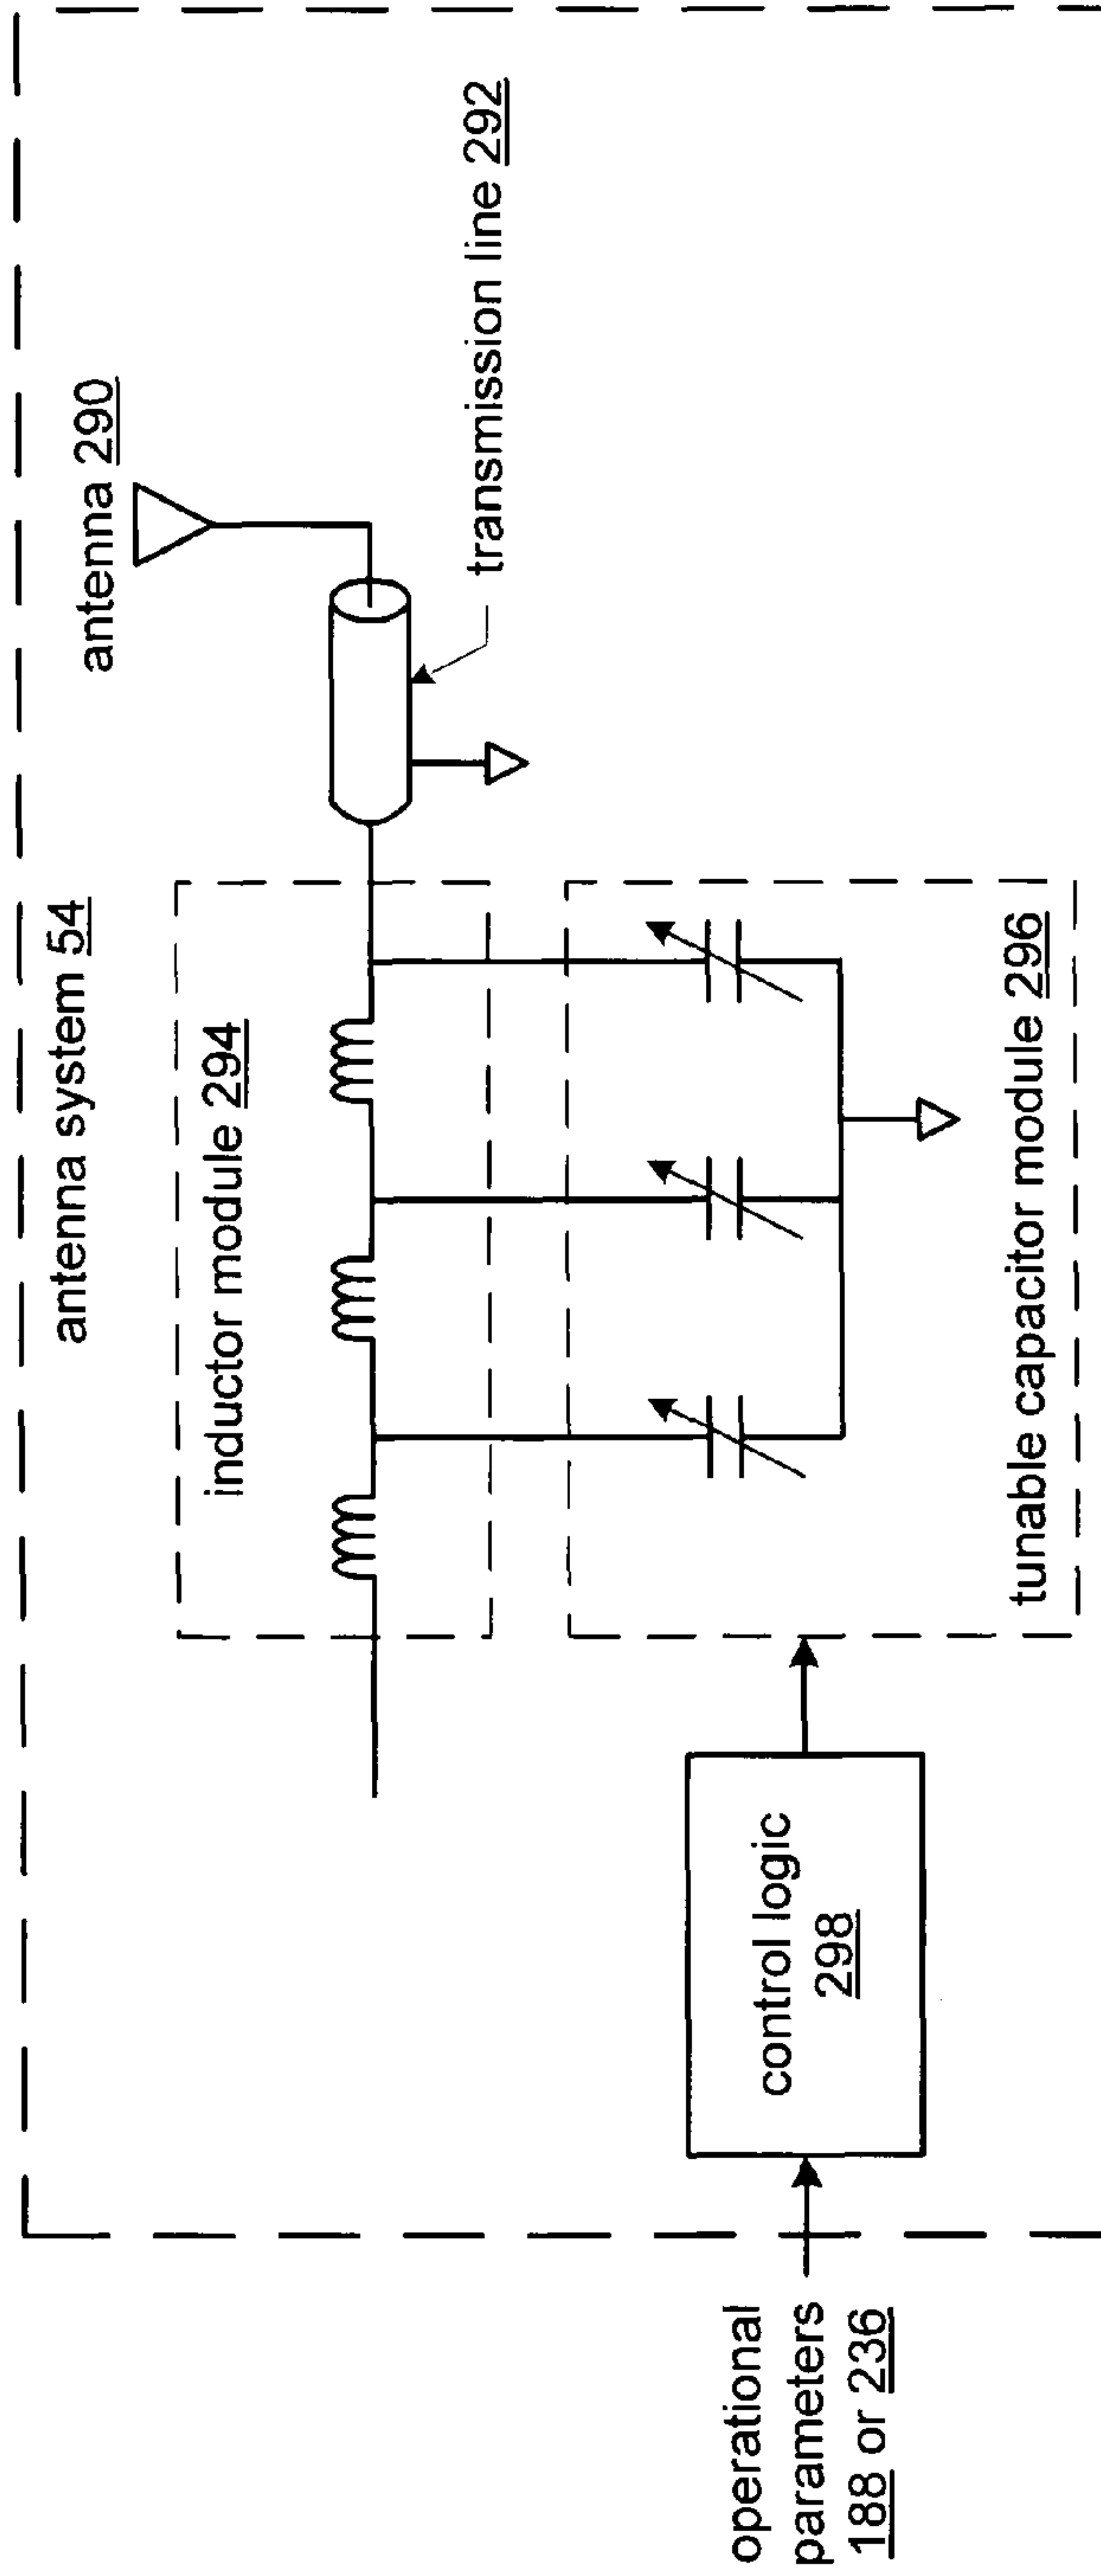 antenna system 54
antenna 290
inductor module 294
transmission line 292
tunable capacitor module 296
control logic
298
operational
parameters
188 or 236